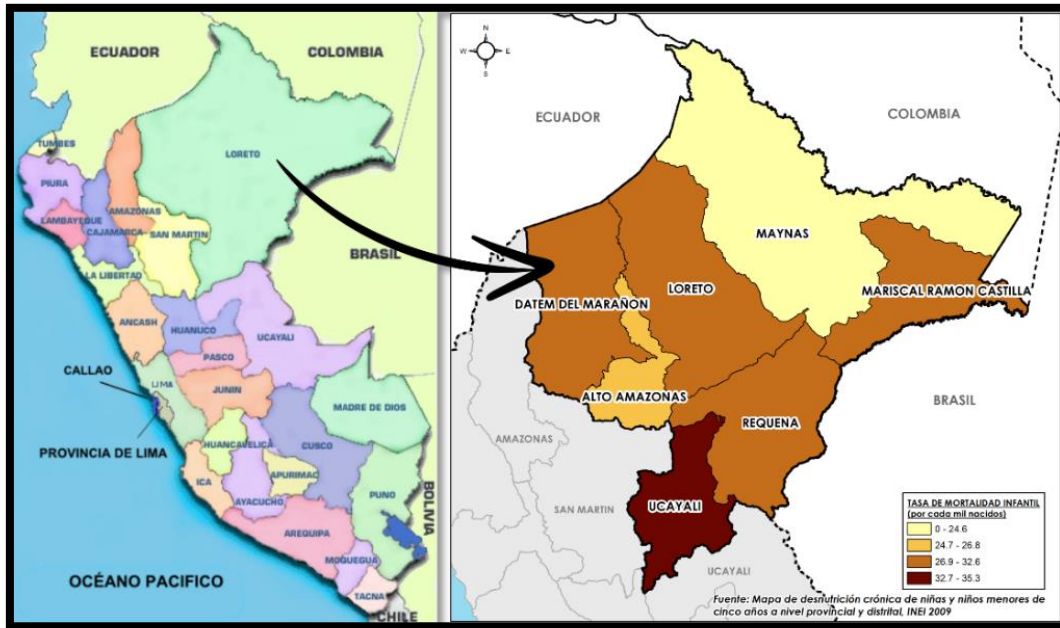 ECUADOR
COLOMBIA
TUMBES
LORETO
PIURA
AMAZONAS
LAMBAYEQUE
CAJAMARCA
SAN MARTIN
BRASIL
LA LIBERTAD
ANCASH
HUANUCO
UCAYALI
PASCO
CALLAO
LIMA
JUNIN
MADRE DE DIOS
PROVINCIA DE LIMA
HUANCAVELICA
CUSCO
ICA
APURIMAC
AYACUCHO
PUNO
BOLIVIA
AREQUIPA
MOQUEGUA
OCÉANO PACIFICO
TACNA
CHILE
N
W
E
S
ECUADOR
COLOMBIA
MAYNAS
LORETO
MARISCAL RAMON CASTILLA
DATEM DEL MARAÑON
ALTO AMAZONAS
REQUENA
BRASIL
AMAZONAS
UCAYALI
SAN MARTIN
UCAYALI
TASA DE MORTALIDAD INFANTIL
(por cada mil nacidos)
0 - 24.6
24.7 - 26.8
26.9 - 32.6
32.7 - 35.3
Fuente: Mapa de desnutrición crónica de niñas y niños menores de
cinco años a nivel provincial y distrital, INEI 2009